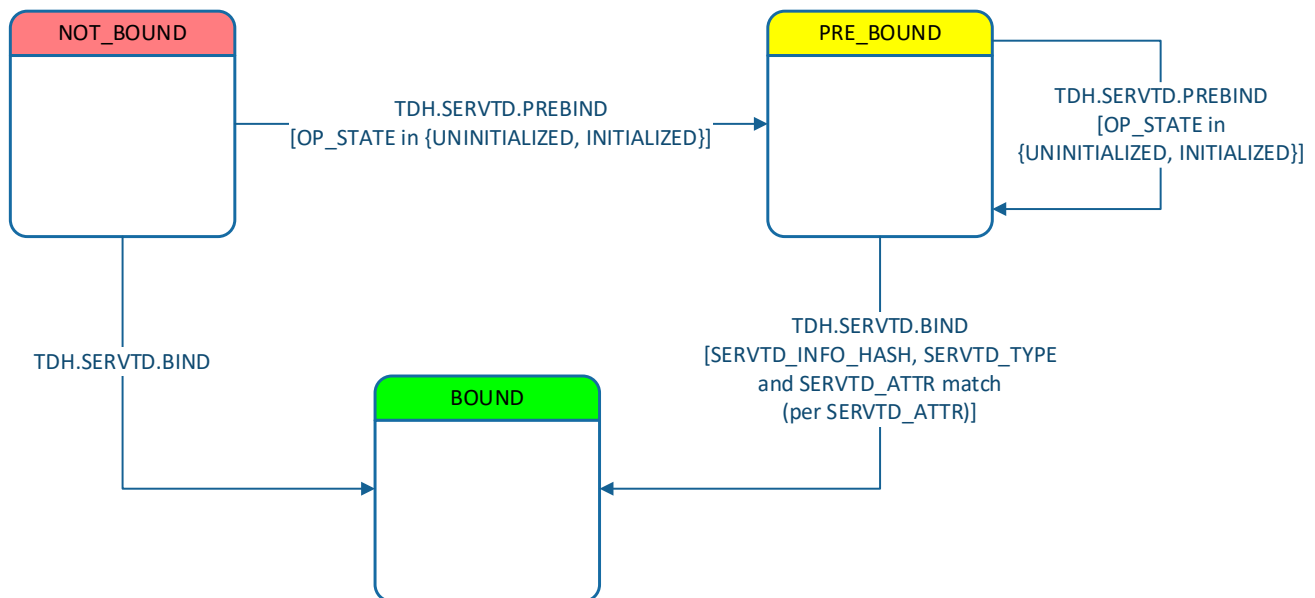 NOT_BOUND
PRE_BOUND
TDH.SERVTD.PREBIND
[OP_STATE in {UNINITIALIZED, INITIALIZED}]
TDH.SERVTD.PREBIND
[OP_STATE in
{UNINITIALIZED, INITIALIZED}]
TDH.SERVTD.BIND
TDH.SERVTD.BIND
[SERVTD_INFO_HASH, SERVTD_TYPE
and SERVTD_ATTR match
(per SERVTD_ATTR)]
BOUND